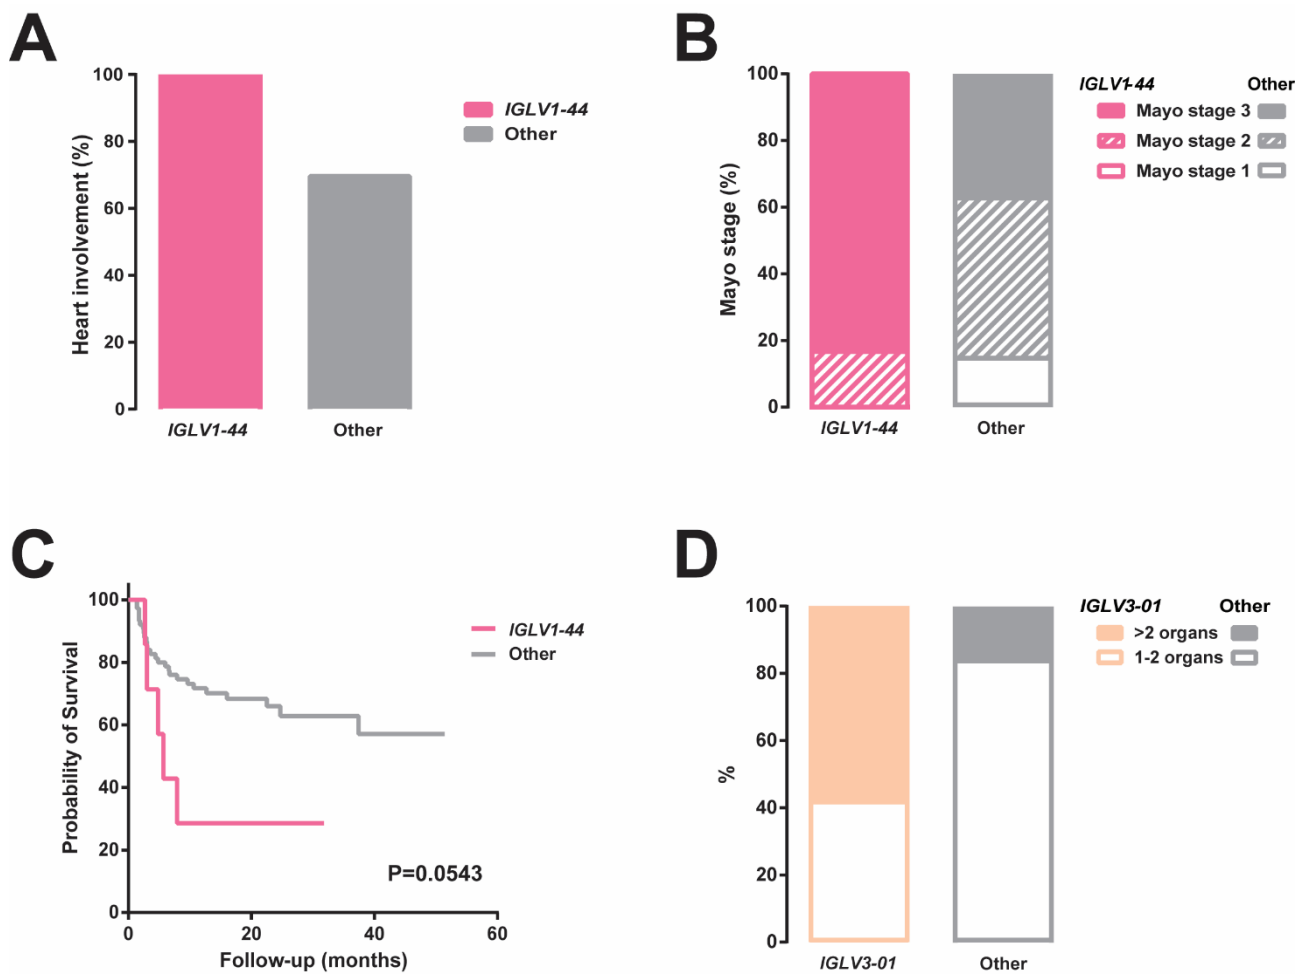 A
100
80
60
40
20
0
Heart involvement (%)
IGLV1-44
Other
IGLV1-44
Other
B
100
80
60
40
20
0
Mayo stage (%)
IGLV1-44
Other
IGLV1-44 Other
Mayo stage 3
Mayo stage 2
Mayo stage 1
C
100
80
60
40
20
0
Probability of Survival
0 20 40 60
Follow-up (months)
IGLV1-44
Other
P=0.0543
D
100
80
60
40
20
0
%
IGLV3-01
Other
IGLV3-01 Other
>2 organs
1-2 organs